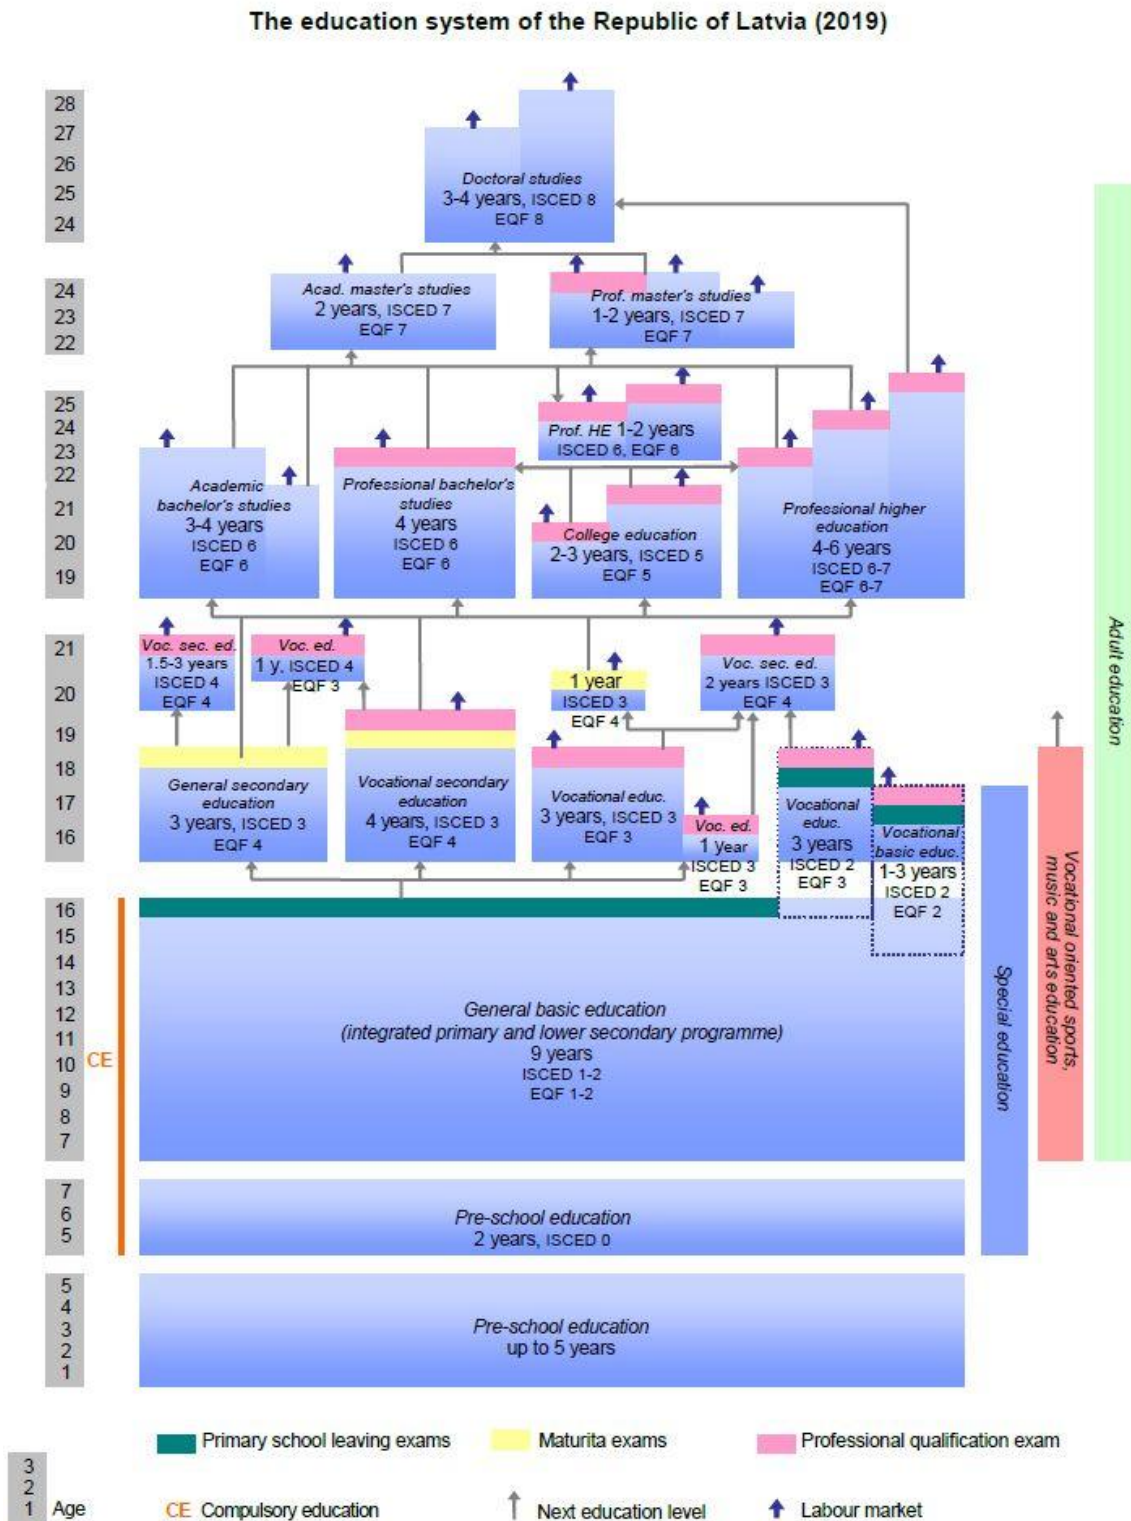 The education system of the Republic of Latvia (2019)
28
27
26
25
24
Doctoral studies
3-4 years, ISCED 8
EQF 8
24
23
22
Acad. master's studies
2 years, ISCED 7
EQF 7
Prof. master's studies
1-2 years, ISCED 7
EQF 7
25
24
23
22
21
20
19
Prof. HE 1-2 years
ISCED 6, EQF 6
Academic
bachelor's studies
3-4 years
ISCED 6
EQF 6
Professional bachelor's
studies
4 years
ISCED 6
EQF 6
College education
2-3 years, ISCED 5
EQF 5
Professional higher
education
4-6 years
ISCED 6-7
EQF 6-7
21
20
19
18
17
16
Voc. sec. ed.
1.5-3 years
ISCED 4
EQF 4
Voc. ed.
1 y. ISCED 4
EQF 3
1 year
ISCED 3
EQF 4
Voc. sec. ed.
2 years ISCED 3
EQF 4
General secondary
education
3 years, ISCED 3
EQF 4
Vocational secondary
education
4 years, ISCED 3
EQF 4
Vocational educ.
3 years, ISCED 3
EQF 3
Voc. ed.
1 year
ISCED 3
EQF 3
Vocational
educ.
3 years
ISCED 2
EQF 3
Vocational
basic educ.
1-3 years
ISCED 2
EQF 2
16
15
14
13
12
11
10
9
8
7
CE
General basic education
(integrated primary and lower secondary programme)
9 years
ISCED 1-2
EQF 1-2
7
6
5
Pre-school education
2 years, ISCED 0
5
4
3
2
1
Pre-school education
up to 5 years
Special education
Vocational oriented sports,
music and arts education
Adult education
Primary school leaving exams
Maturita exams
Professional qualification exam
3
2
1
Age
CE Compulsory education
Next education level
Labour market